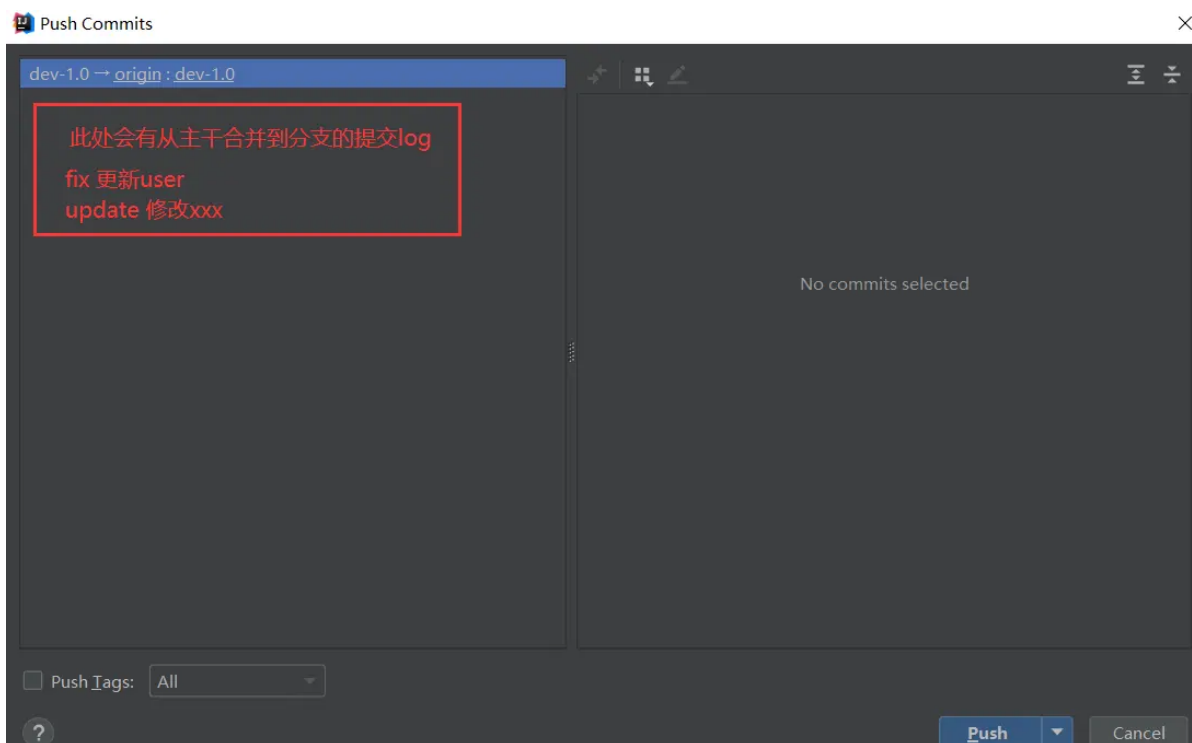 Push Commits
dev-1.0 → origin : dev-1.0
此处会有从主干合并到分支的提交log
fix 更新user
update 修改xxx
No commits selected
Push Tags: All
?
Push
Cancel